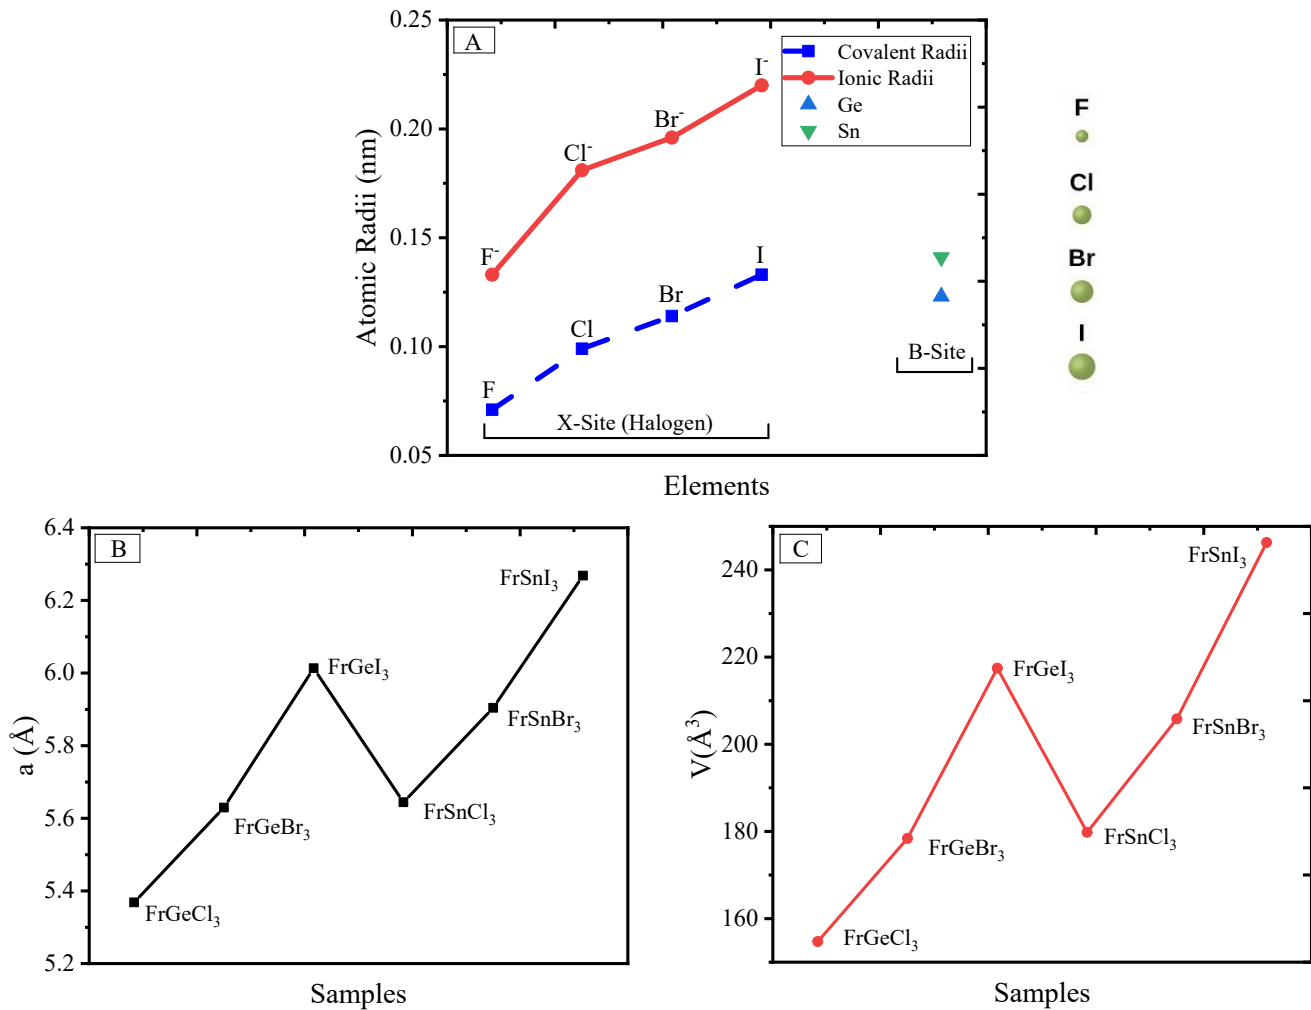 A
0.25
0.20
0.15
0.10
0.05
Atomic Radii (nm)
Elements
Covalent Radii
Ionic Radii
Ge
Sn
F⁻
Cl⁻
Br⁻
I⁻
F
Cl
Br
I
X-Site (Halogen)
B-Site
F
Cl
Br
I
B
6.4
6.2
6.0
5.8
5.6
5.4
5.2
a (Å)
Samples
FrGeCl₃
FrGeBr₃
FrGeI₃
FrSnCl₃
FrSnBr₃
FrSnI₃
C
240
220
200
180
160
V(Å³)
Samples
FrGeCl₃
FrGeBr₃
FrGeI₃
FrSnCl₃
FrSnBr₃
FrSnI₃